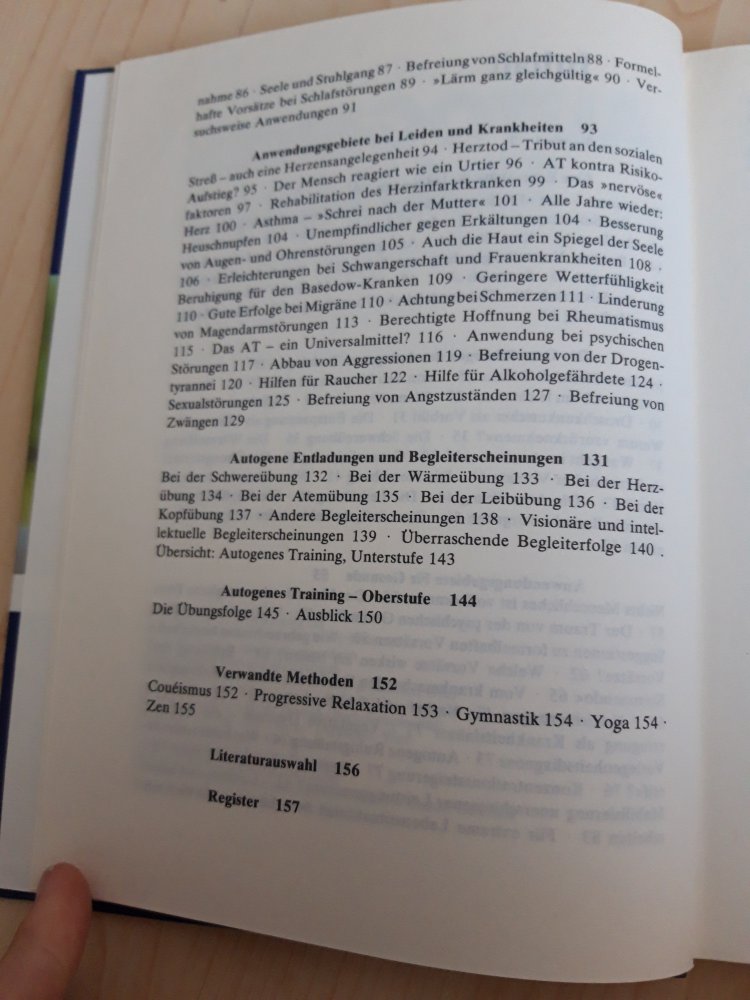 nahme 86 · Seele und Stuhlgang 87 · Befreiung von Schlafmitteln 88 · Formel-
hafte Vorsätze bei Schlafstörungen 89 · »Lärm ganz gleichgültig« 90 · Ver-
suchsweise Anwendungen 91
Anwendungsgebiete bei Leiden und Krankheiten 93
Streß – auch eine Herzensangelegenheit 94 · Herztod – Tribut an den sozialen
Aufstieg? 95 · Der Mensch reagiert wie ein Urtier 96 · AT kontra Risiko-
faktoren 97 · Rehabilitation des Herzinfarktkranken 99 · Das »nervöse«
Herz 100 · Asthma – »Schrei nach der Mutter« 101 · Alle Jahre wieder:
Heuschnupfen 104 · Unempfindlicher gegen Erkältungen 104 · Besserung
von Augen- und Ohrenstörungen 105 · Auch die Haut ein Spiegel der Seele
106 · Erleichterungen bei Schwangerschaft und Frauenkrankheiten 108 ·
Beruhigung für den Basedow-Kranken 109 · Geringere Wetterfühligkeit
110 · Gute Erfolge bei Migräne 110 · Achtung bei Schmerzen 111 · Linderung
von Magendarmstörungen 113 · Berechtigte Hoffnung bei Rheumatismus
115 · Das AT – ein Universalmittel? 116 · Anwendung bei psychischen
Störungen 117 · Abbau von Aggressionen 119 · Befreiung von der Drogen-
tyrannei 120 · Hilfen für Raucher 122 · Hilfe für Alkoholgefährdete 124 ·
Sexualstörungen 125 · Befreiung von Angstzuständen 127 · Befreiung von
Zwängen 129
Autogene Entladungen und Begleiterscheinungen 131
Bei der Schwereübung 132 · Bei der Wärmeübung 133 · Bei der Herz-
übung 134 · Bei der Atemübung 135 · Bei der Leibübung 136 · Bei der
Kopfübung 137 · Andere Begleiterscheinungen 138 · Visionäre und intel-
lektuelle Begleiterscheinungen 139 · Überraschende Begleiterfolge 140 ·
Übersicht: Autogenes Training, Unterstufe 143
Autogenes Training – Oberstufe 144
Die Übungsfolge 145 · Ausblick 150
Verwandte Methoden 152
Couéismus 152 · Progressive Relaxation 153 · Gymnastik 154 · Yoga 154 ·
Zen 155
Literaturauswahl 156
Register 157